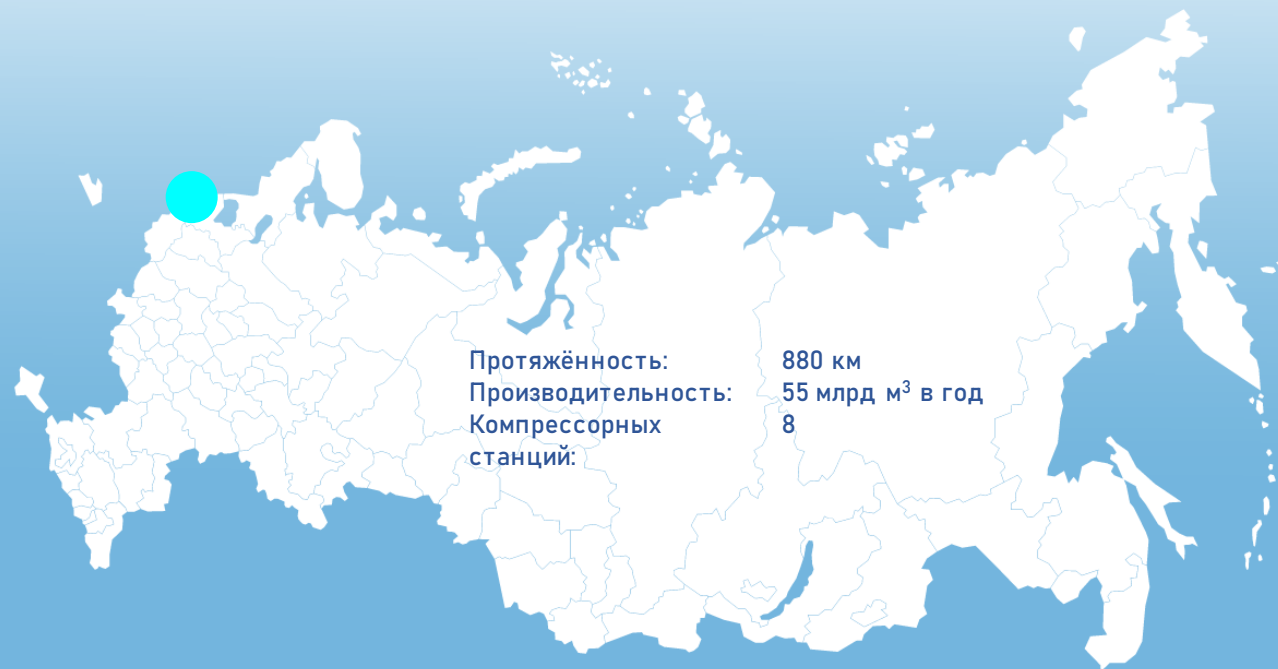 Протяжённость: 880 км
Производительность: 55 млрд м³ в год
Компрессорных 8
станций: